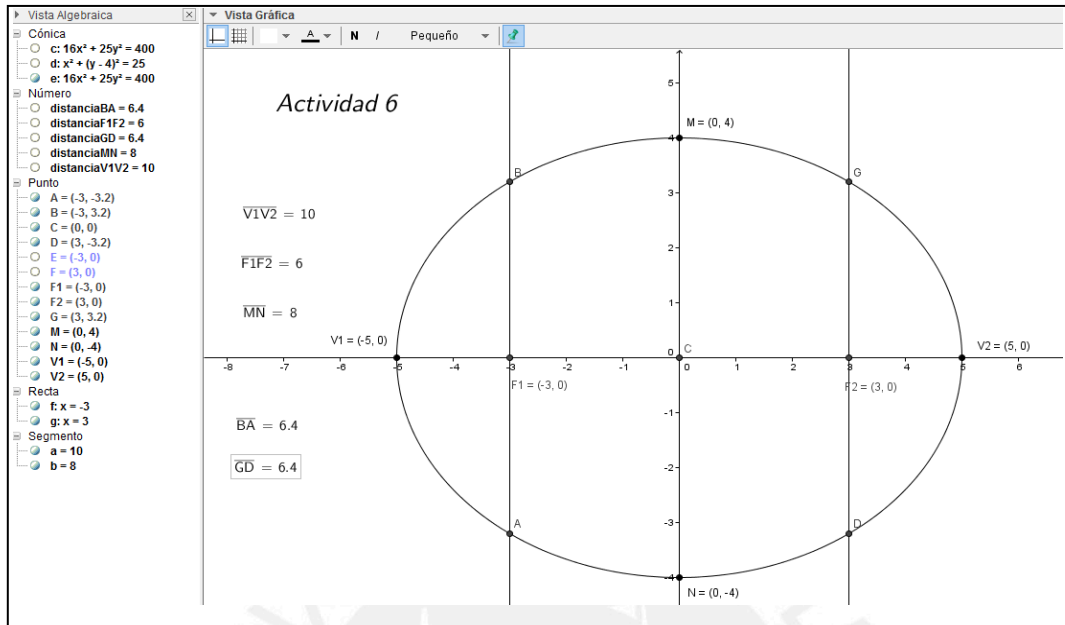 Vista Algebraica
Cónica
c: 16x² + 25y² = 400
d: x² + (y - 4)² = 25
e: 16x² + 25y² = 400
Número
distanciaBA = 6.4
distanciaF1F2 = 6
distanciaGD = 6.4
distanciaMN = 8
distanciaV1V2 = 10
Punto
A = (-3, -3.2)
B = (-3, 3.2)
C = (0, 0)
D = (3, -3.2)
E = (-3, 0)
F = (3, 0)
F1 = (-3, 0)
F2 = (3, 0)
G = (3, 3.2)
M = (0, 4)
N = (0, -4)
V1 = (-5, 0)
V2 = (5, 0)
Recta
f: x = -3
g: x = 3
Segmento
a = 10
b = 8
Vista Gráfica
A N I Pequeño
Actividad 6
V1V2 = 10
F1F2 = 6
MN = 8
BA = 6.4
GD = 6.4
5
M = (0, 4)
4
B G
3
2
1
V1 = (-5, 0) V2 = (5, 0)
0 C
-8 -7 -6 -5 -4 -3 -2 -1 0 1 2 3 4 5 6
F1 = (-3, 0) F2 = (3, 0)
-1
-2
-3
A D
-4
N = (0, -4)